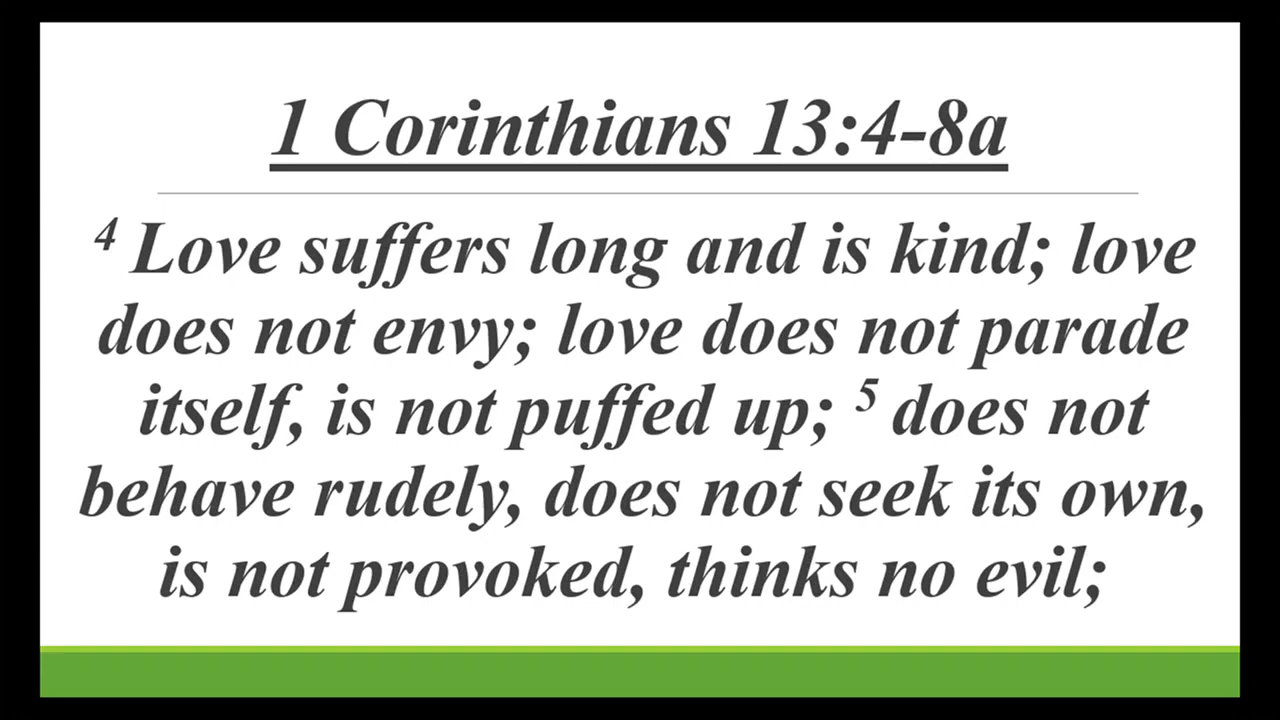 1 Corinthians 13:4-8a
4 Love suffers long and is kind; love
does not envy; love does not parade
itself, is not puffed up; 5 does not
behave rudely, does not seek its own,
is not provoked, thinks no evil;